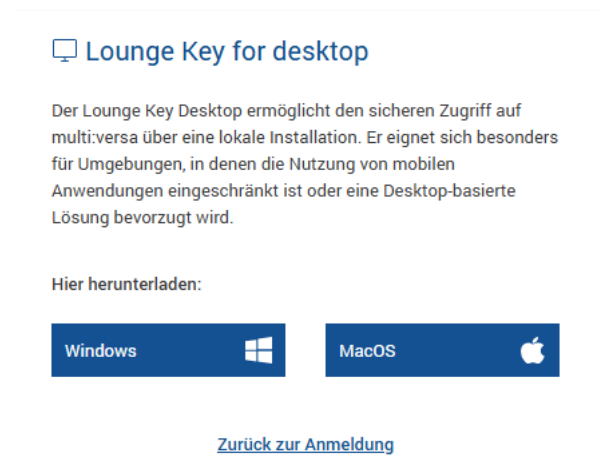 Lounge Key for desktop
Der Lounge Key Desktop ermöglicht den sicheren Zugriff auf
multi:versa über eine lokale Installation. Er eignet sich besonders
für Umgebungen, in denen die Nutzung von mobilen
Anwendungen eingeschränkt ist oder eine Desktop-basierte
Lösung bevorzugt wird.
Hier herunterladen:
Windows
MacOS
Zurück zur Anmeldung